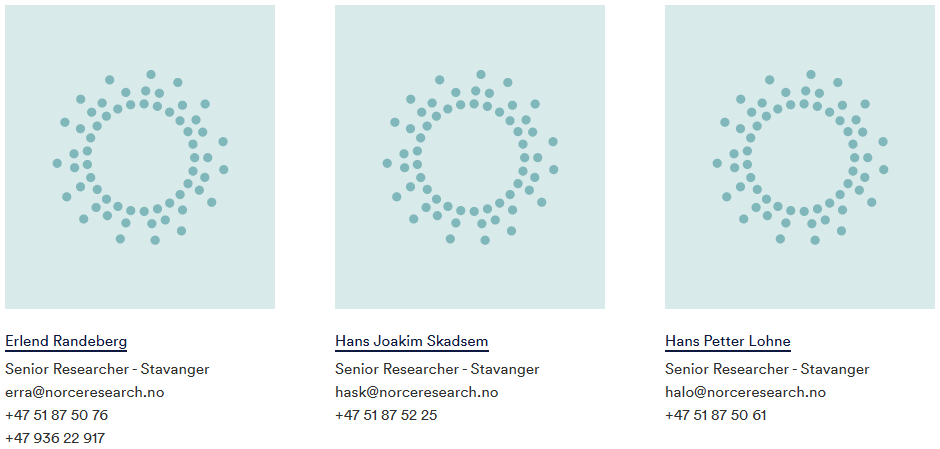 Erlend Randeberg
Senior Researcher - Stavanger
erra@norceresearch.no
+47 51 87 50 76
+47 936 22 917
Hans Joakim Skadsem
Senior Researcher - Stavanger
hask@norceresearch.no
+47 51 87 52 25
Hans Petter Lohne
Senior Researcher - Stavanger
halo@norceresearch.no
+47 51 87 50 61